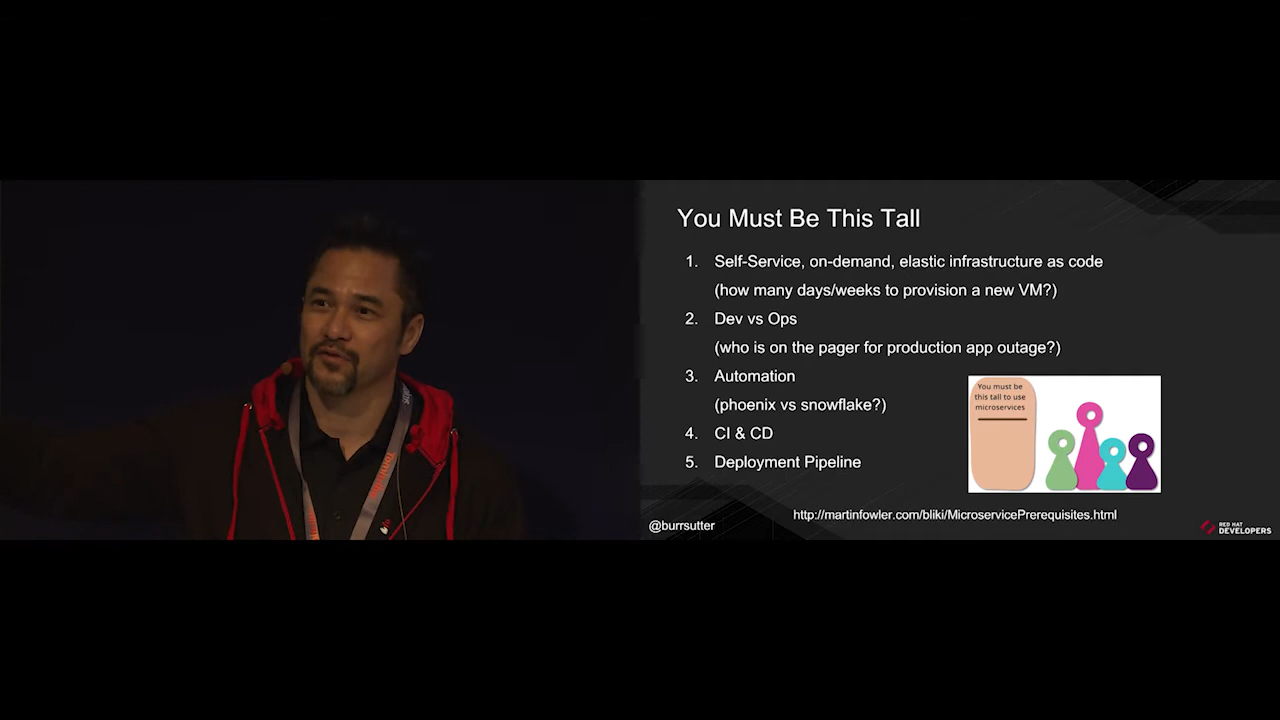 You Must Be This Tall
1. Self-Service, on-demand, elastic infrastructure as code
(how many days/weeks to provision a new VM?)
2. Dev vs Ops
(who is on the pager for production app outage?)
3. Automation
(phoenix vs snowflake?)
4. CI & CD
5. Deployment Pipeline
You must be
this tall to use
microservices
http://martinfowler.com/bliki/MicroservicePrerequisites.html
@burrsutter
RED HAT
DEVELOPERS